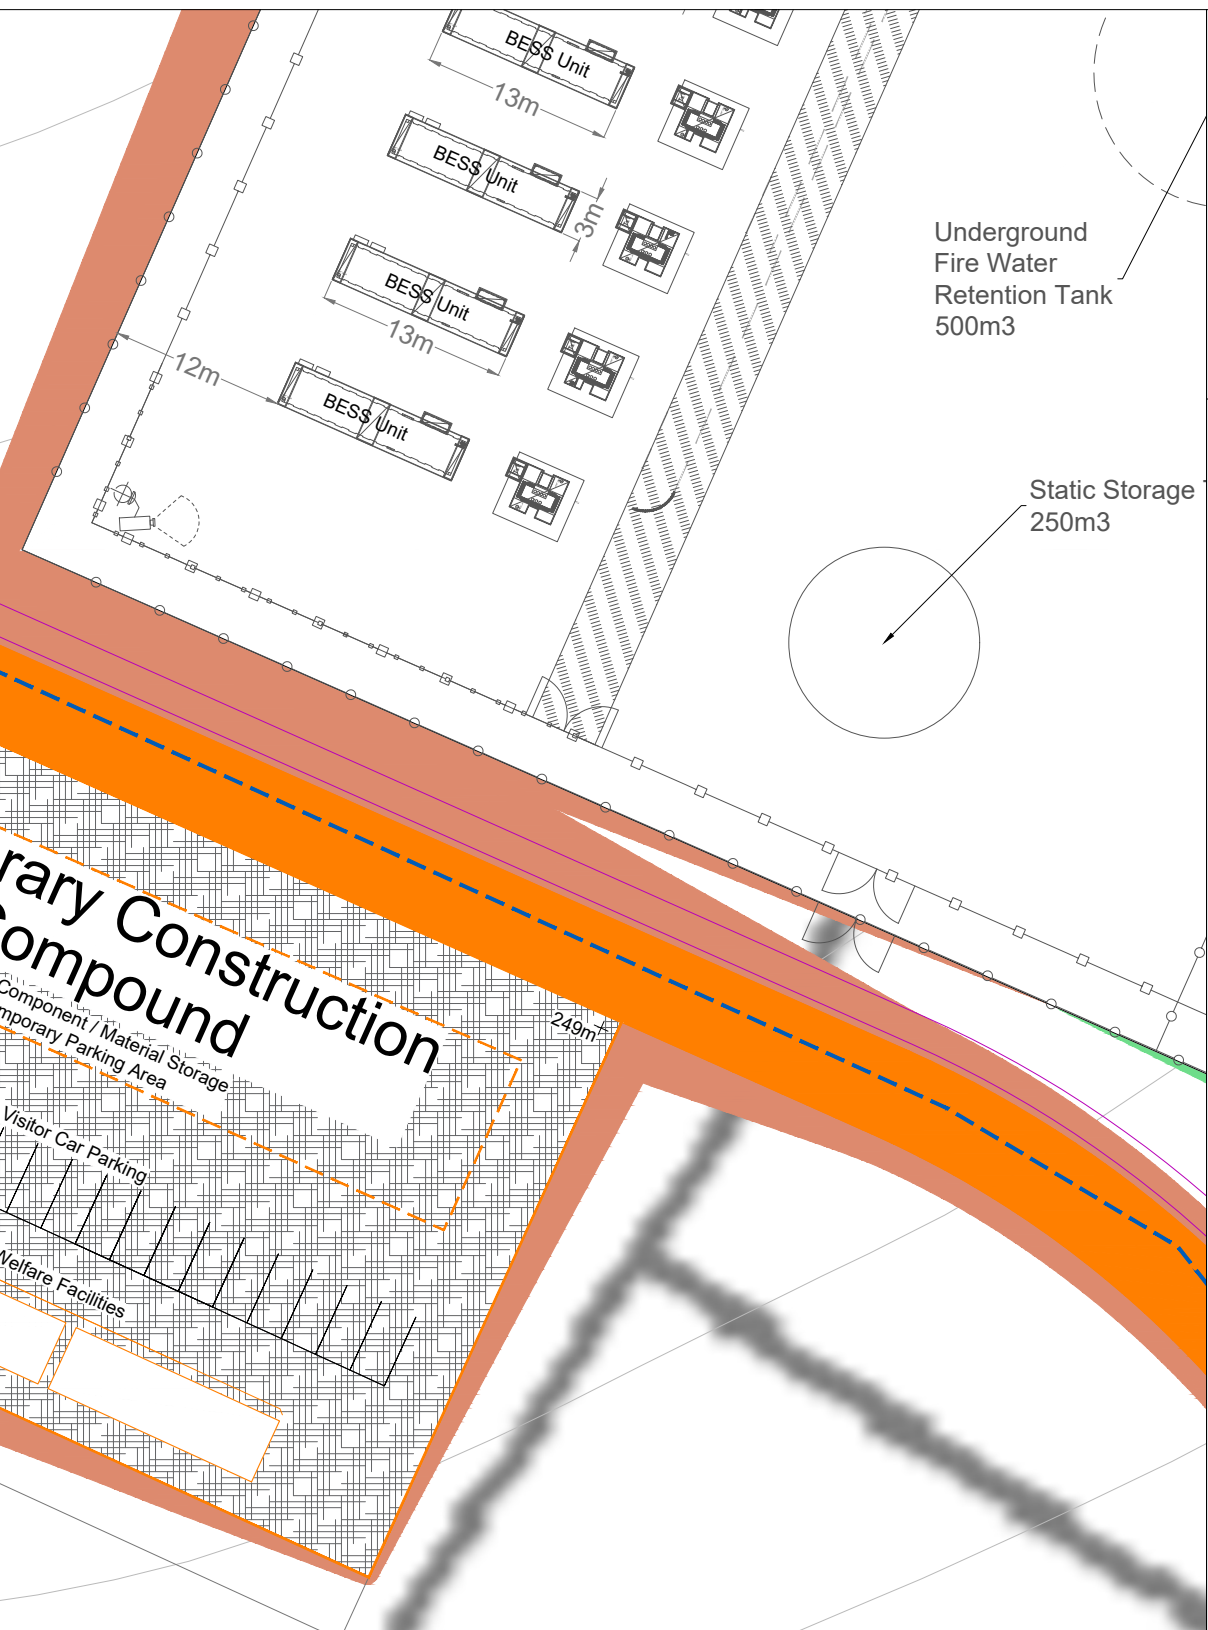 BESS Unit
13m
BESS Unit
3m
Underground
Fire Water
Retention Tank
500m3
BESS Unit
13m
12m
BESS Unit
Static Storage
250m3
rary Construction
Compound
Component / Material Storage
mporary Parking Area
249m
Visitor Car Parking
Welfare Facilities